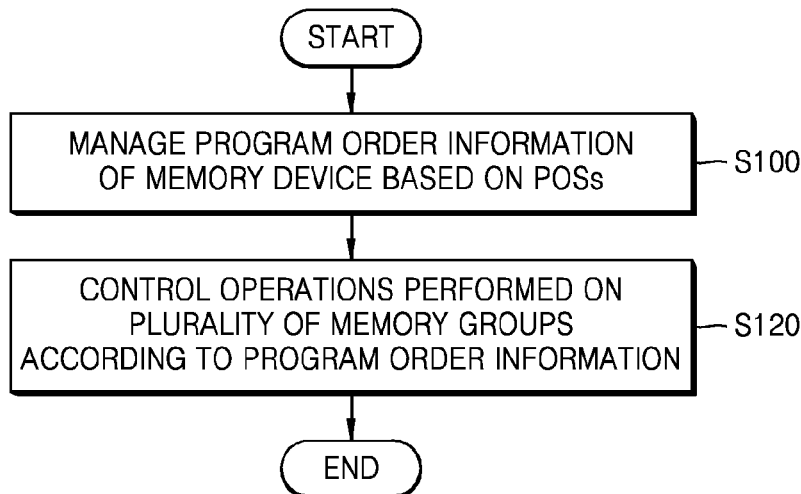 START
MANAGE PROGRAM ORDER INFORMATION
OF MEMORY DEVICE BASED ON POSs
S100
CONTROL OPERATIONS PERFORMED ON
PLURALITY OF MEMORY GROUPS
ACCORDING TO PROGRAM ORDER INFORMATION
S120
END